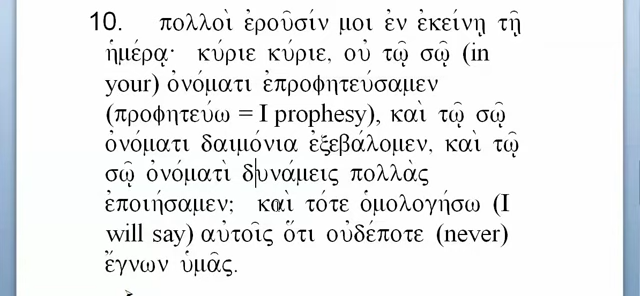 10. πολλοὶ ἐροῦσίν μοι ἐν ἐκείνῃ τῇ
ἡμέρᾳ· κύριε κύριε, οὐ τῷ σῷ (in
your) ὀνόματι ἐπροφητεύσαμεν
(προφητεύω = I prophesy), καὶ τῷ σῷ
ὀνόματι δαιμόνια ἐξεβάλομεν, καὶ τῷ
σῷ ὀνόματὶ δυνάμεις πολλὰς
ἐποιήσαμεν; καὶ τότε ὁμολογήσω (I
will say) αὐτοῖς ὅτι οὐδέποτε (never)
ἔγνων ὑμᾶς.